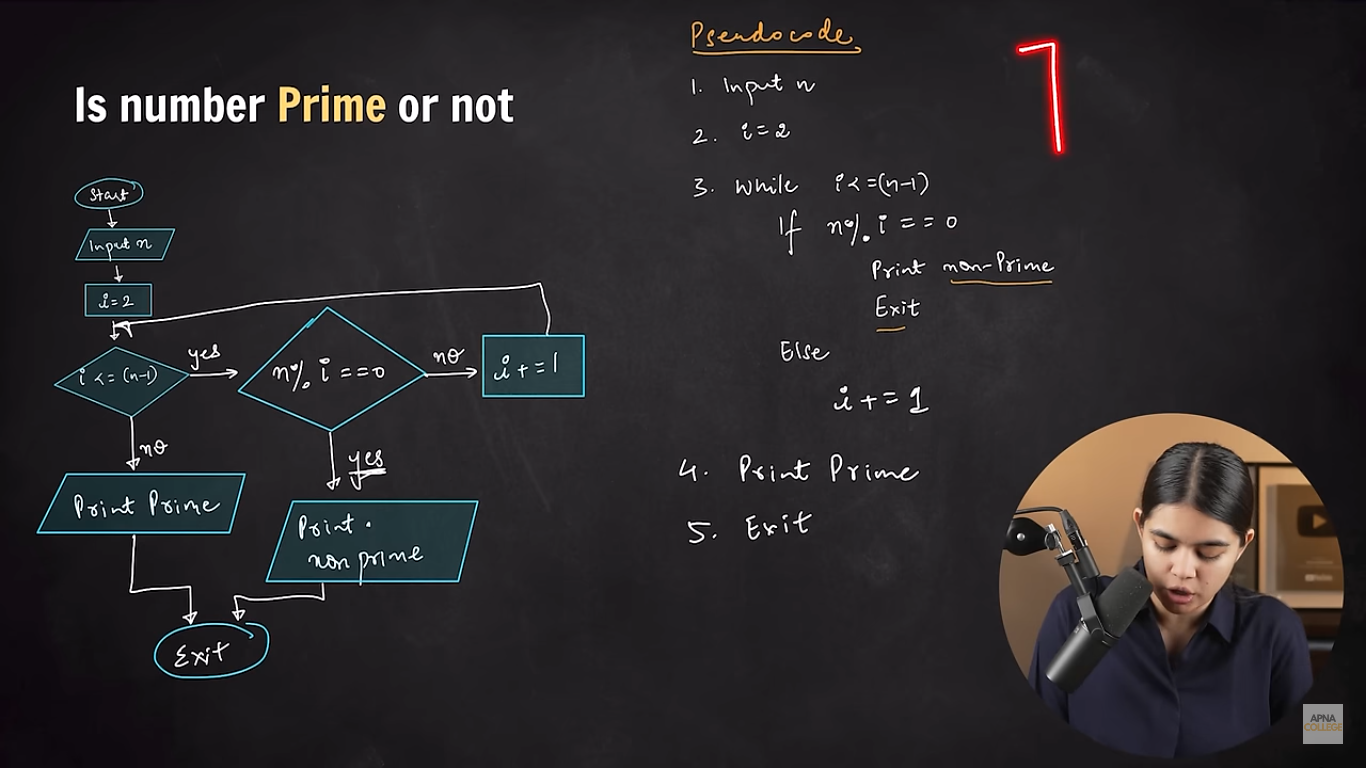 Is number Prime or not
Start
Input n
i=2
i <= (n-1)
yes
no
n% i ==0
no
yes
i += 1
Print Prime
Print
non prime
Exit
Pseudocode
1. Input n
2. i=2
3. While i <=(n-1)
If n% i == 0
Print non-Prime
Exit
Else
i += 1
4. Print Prime
5. Exit
7
APNA
COLLEGE